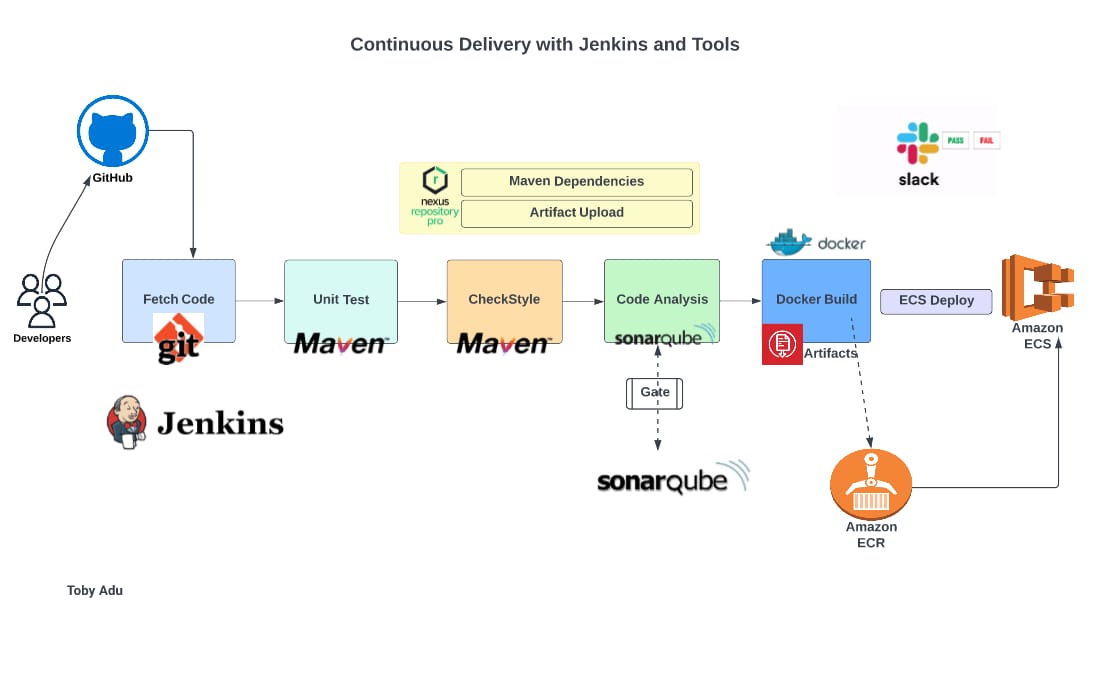 Continuous Delivery with Jenkins and Tools
GitHub
PASS
FAIL
slack
nexus
repository
pro
Maven Dependencies
Artifact Upload
docker
Developers
Fetch Code
git
Unit Test
Maven™
CheckStyle
Maven™
Code Analysis
sonarqube
Docker Build
Artifacts
ECS Deploy
Amazon
ECS
Gate
Jenkins
sonarqube
Amazon
ECR
Toby Adu